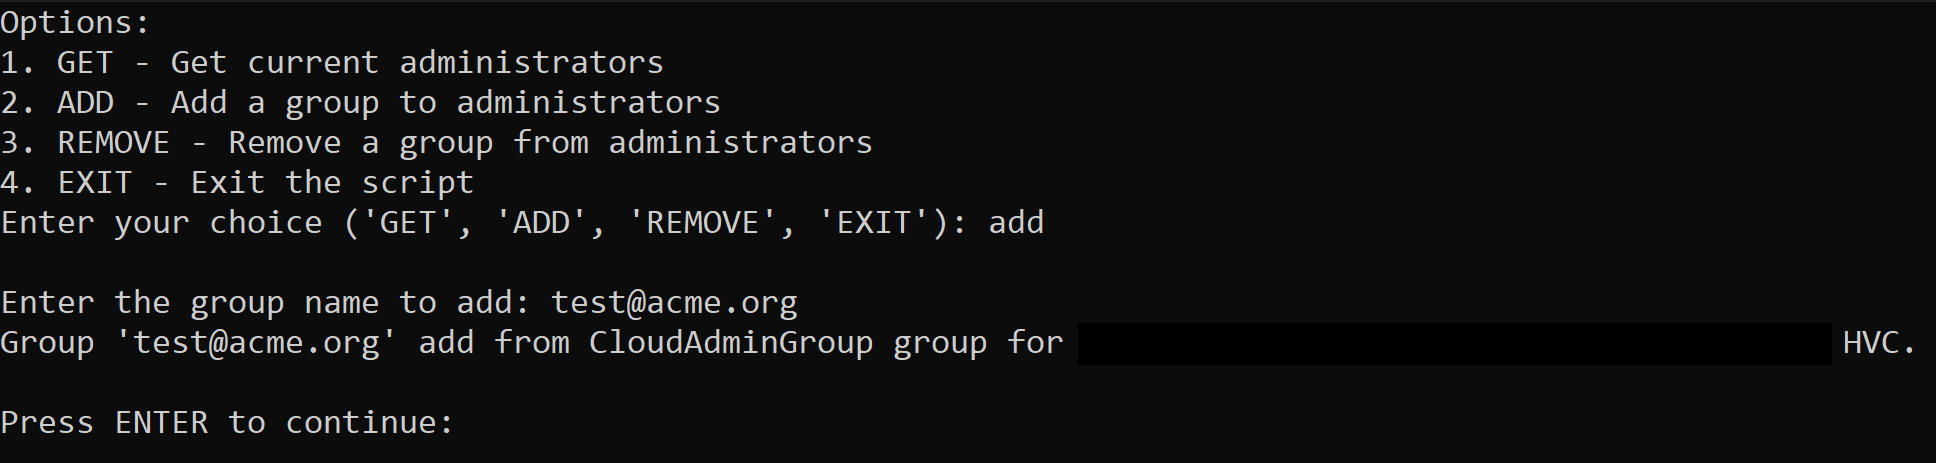 Options:
1. GET - Get current administrators
2. ADD - Add a group to administrators
3. REMOVE - Remove a group from administrators
4. EXIT - Exit the script
Enter your choice ('GET', 'ADD', 'REMOVE', 'EXIT'): add
Enter the group name to add: test@acme.org
Group 'test@acme.org' add from CloudAdminGroup group for HVC.
Press ENTER to continue: